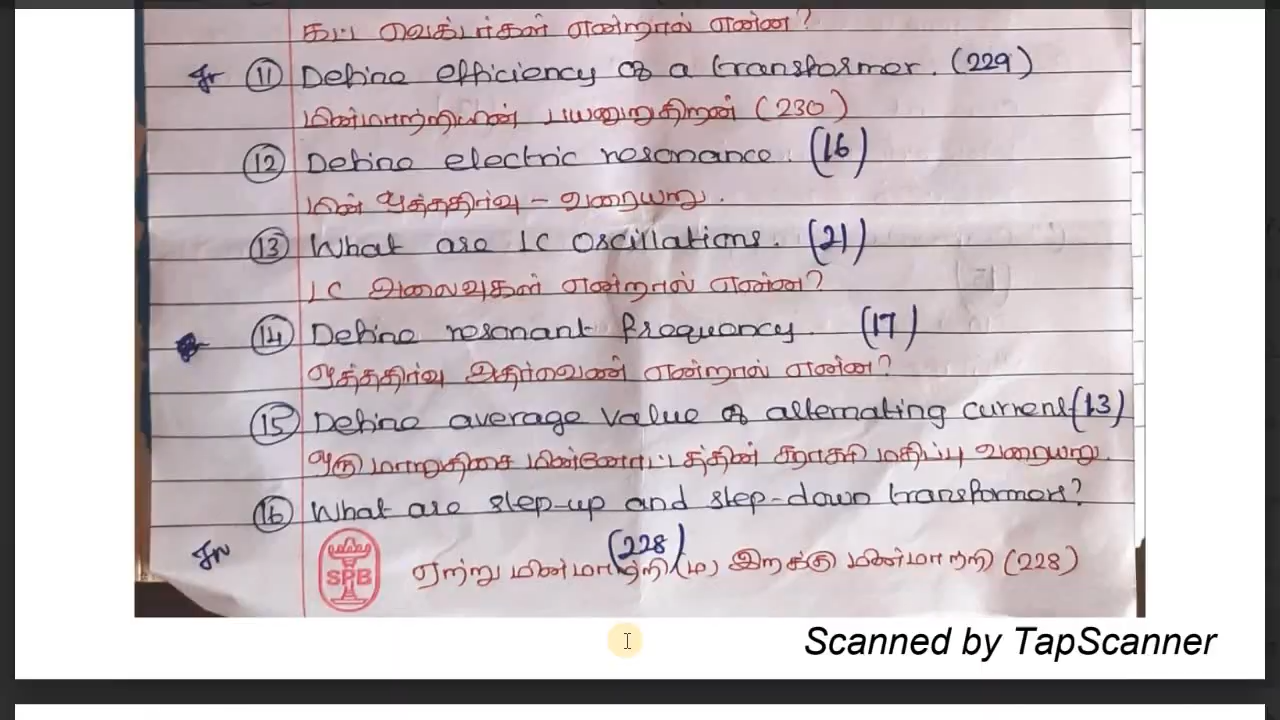 கட்ட வெக்டர்கள் என்றால் என்ன?
⑪ Define efficiency of a transformer. (229)
மின்மாற்றியின் பயனுறுதிறன் (230)
⑫ Define electric resonance. (16)
மின் ஒத்ததிர்வு – வரையறு.
⑬ What are LC Oscillations. (21)
LC அலைவுகள் என்றால் என்ன?
⑭ Define resonant frequency. (17)
ஒத்ததிர்வு அதிர்வெண் என்றால் என்ன?
⑮ Define average value of alternating current (13)
ஒரு மாறுதிசை மின்னோட்டத்தின் சராசரி மதிப்பு வரையறு.
⑯ What are step-up and step-down transformers?
(228)
ஏற்று மின்மாற்றி (ம) இறக்கு மின்மாற்றி (228)
SPB
Scanned by TapScanner